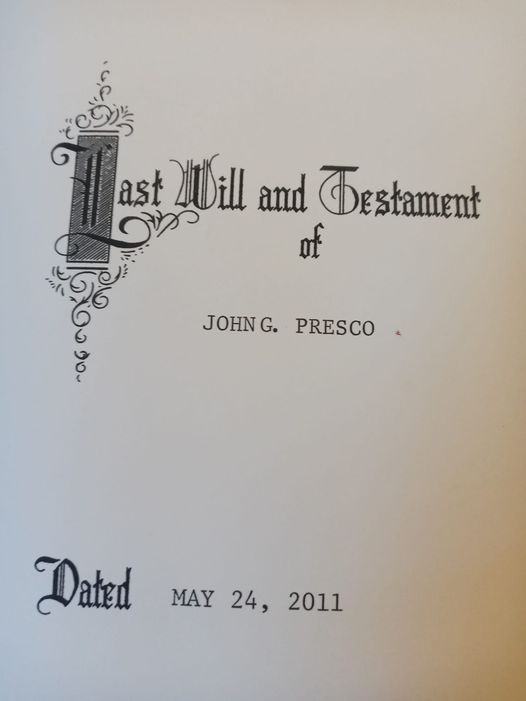 Last Will and Testament
of
JOHN G. PRESCO
Dated MAY 24, 2011